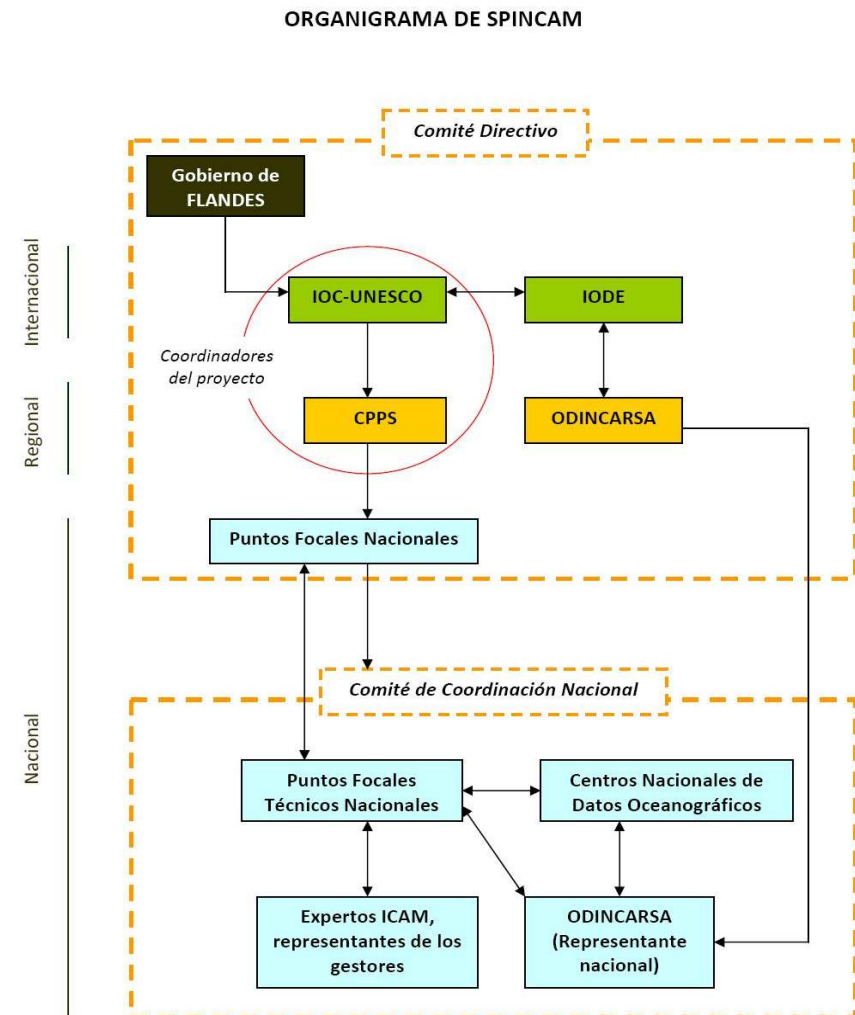 ORGANIGRAMA DE SPINCAM
Comité Directivo
Gobierno de
FLANDES
Internacional
IOC-UNESCO
IODE
Coordinadores
del proyecto
Regional
CPPS
ODINCARSA
Puntos Focales Nacionales
Nacional
Comité de Coordinación Nacional
Puntos Focales
Técnicos Nacionales
Centros Nacionales de
Datos Oceanográficos
Expertos ICAM,
representantes de los
gestores
ODINCARSA
(Representante
nacional)